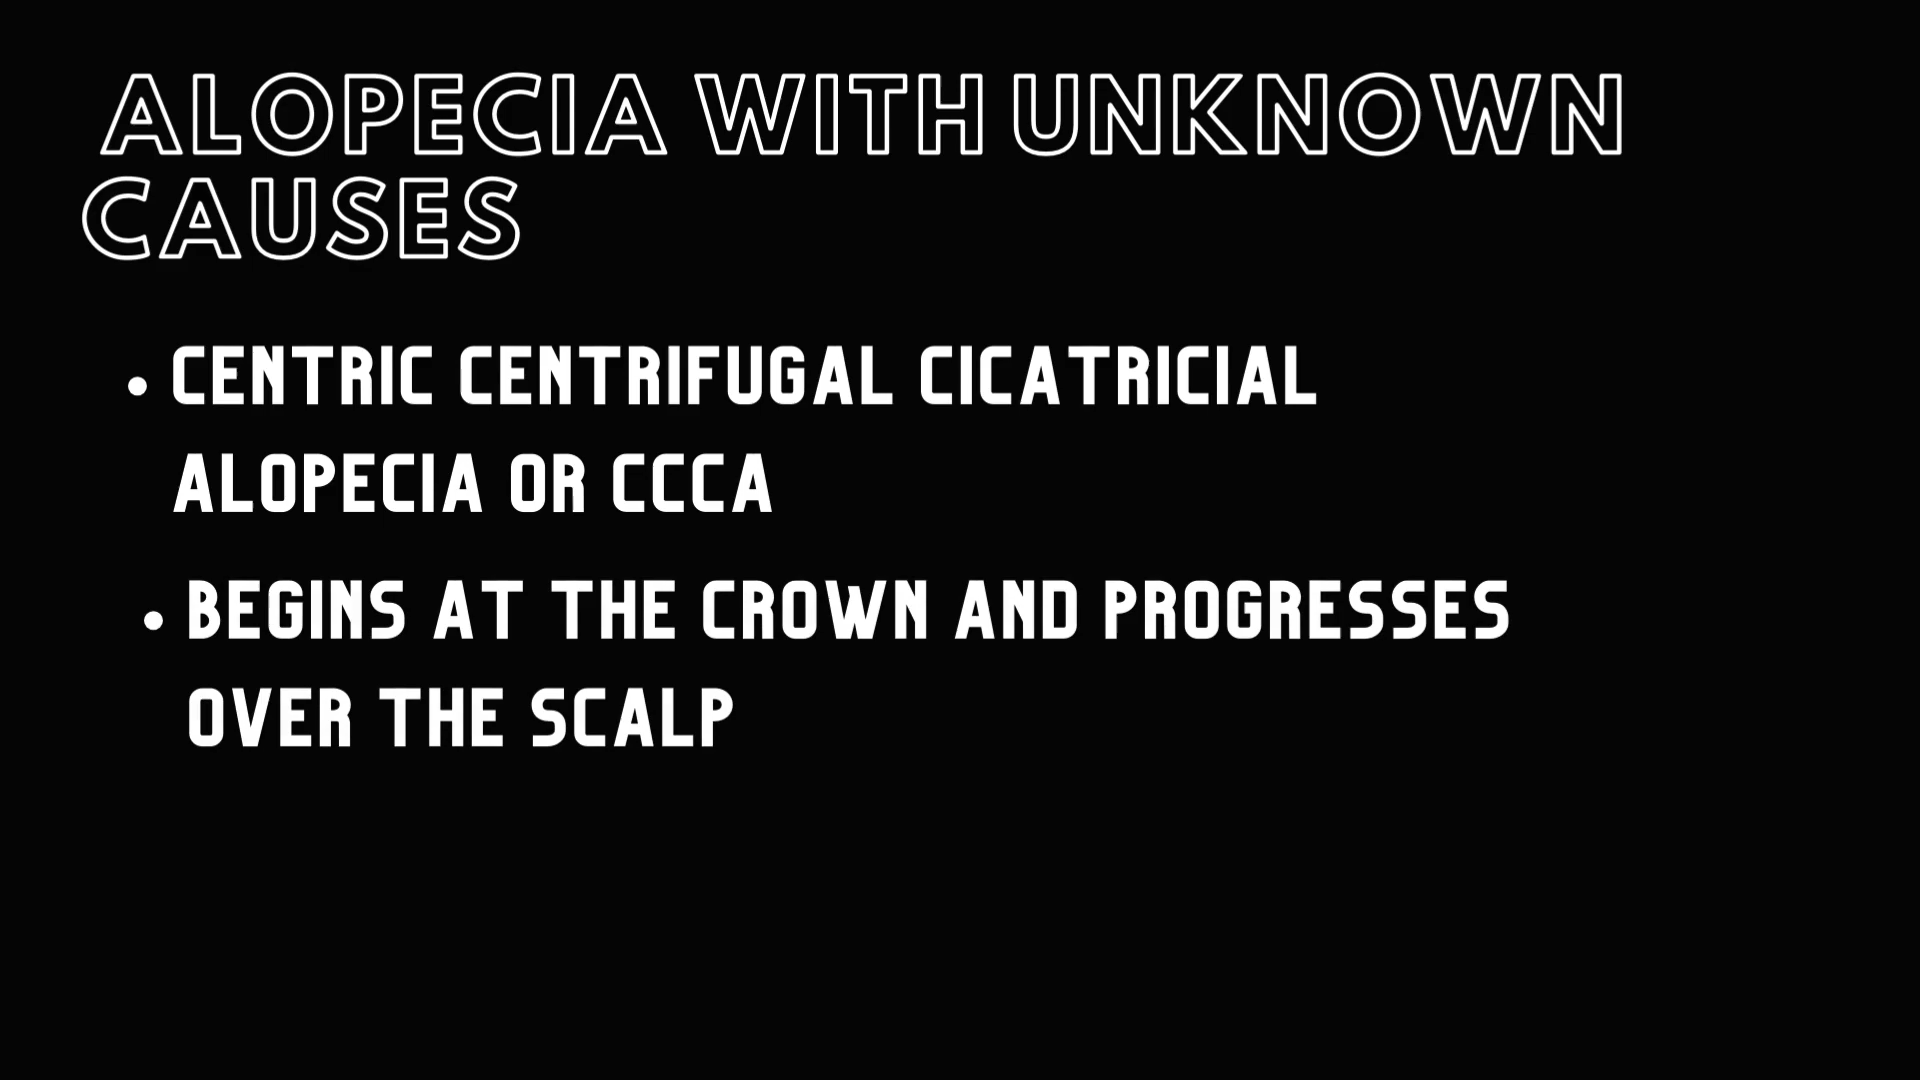 ALOPECIA WITH UNKNOWN
CAUSES
• CENTRIC CENTRIFUGAL CICATRICIAL
ALOPECIA OR CCCA
• BEGINS AT THE CROWN AND PROGRESSES
OVER THE SCALP